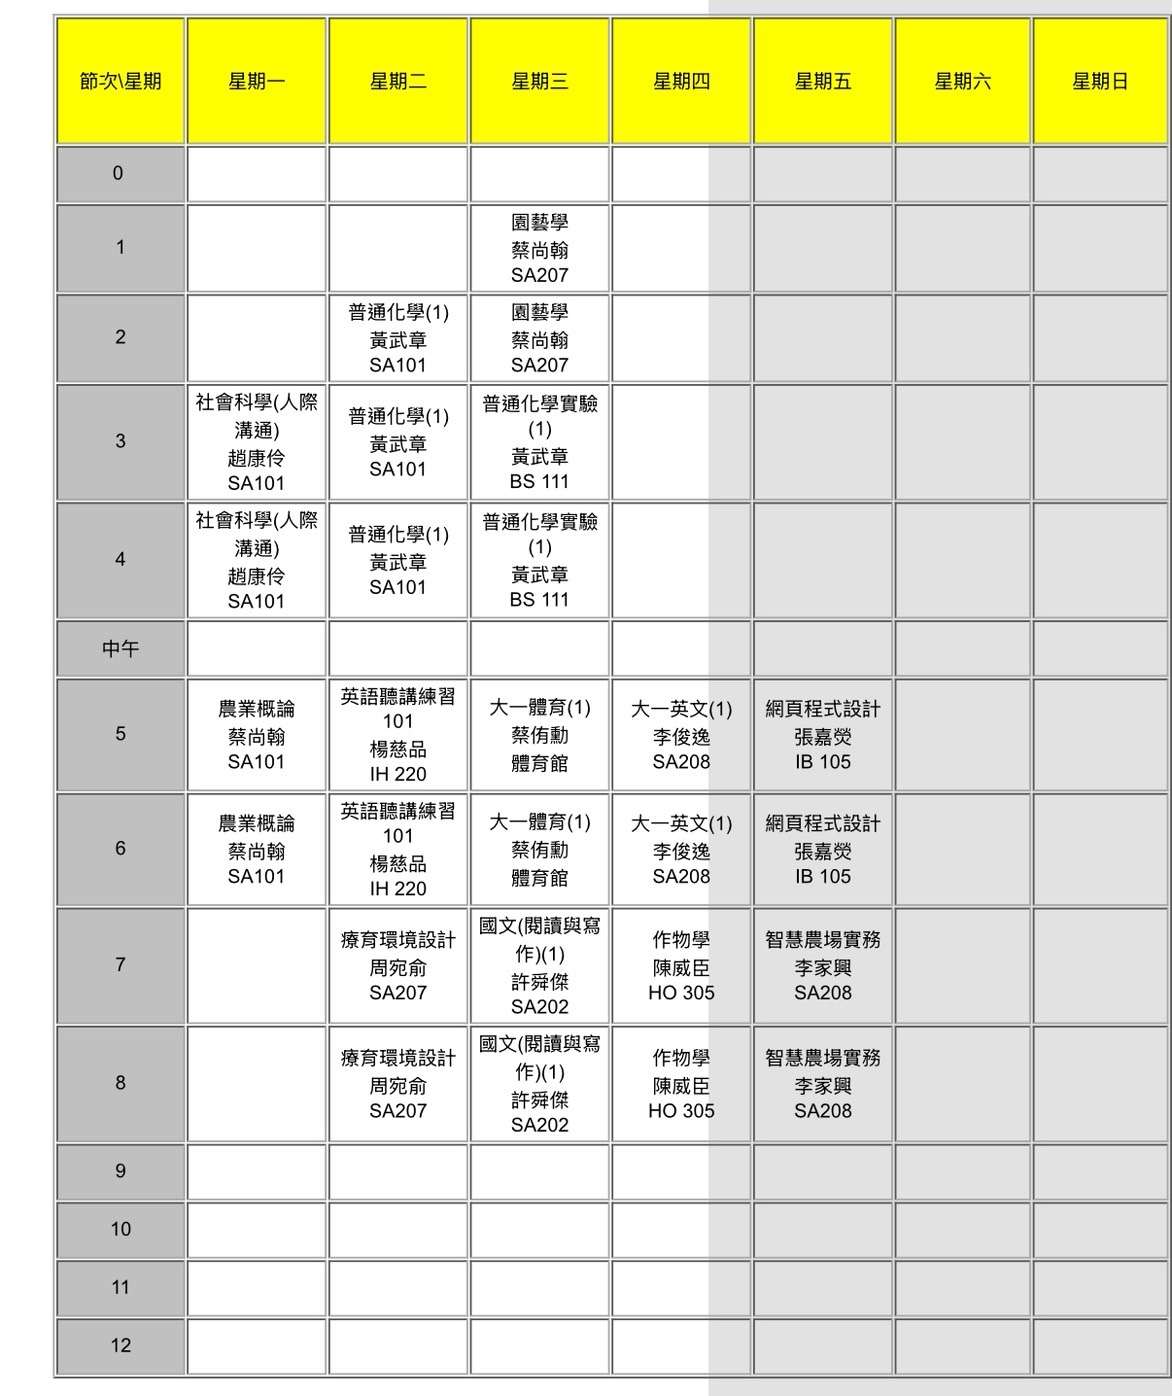 節次\星期 星期一 星期二 星期三 星期四 星期五 星期六 星期日
0
1
園藝學
蔡尚翰
SA207
2
普通化學(1)
黃武章
SA101
園藝學
蔡尚翰
SA207
3
社會科學(人際
溝通)
趙康伶
SA101
普通化學(1)
黃武章
SA101
普通化學實驗
(1)
黃武章
BS 111
4
社會科學(人際
溝通)
趙康伶
SA101
普通化學(1)
黃武章
SA101
普通化學實驗
(1)
黃武章
BS 111
中午
5
農業概論
蔡尚翰
SA101
英語聽講練習
101
楊慈品
IH 220
大一體育(1)
蔡侑勳
體育館
大一英文(1)
李俊逸
SA208
網頁程式設計
張嘉熒
IB 105
6
農業概論
蔡尚翰
SA101
英語聽講練習
101
楊慈品
IH 220
大一體育(1)
蔡侑勳
體育館
大一英文(1)
李俊逸
SA208
網頁程式設計
張嘉熒
IB 105
7
療育環境設計
周宛俞
SA207
國文(閱讀與寫
作)(1)
許舜傑
SA202
作物學
陳威臣
HO 305
智慧農場實務
李家興
SA208
8
療育環境設計
周宛俞
SA207
國文(閱讀與寫
作)(1)
許舜傑
SA202
作物學
陳威臣
HO 305
智慧農場實務
李家興
SA208
9
10
11
12